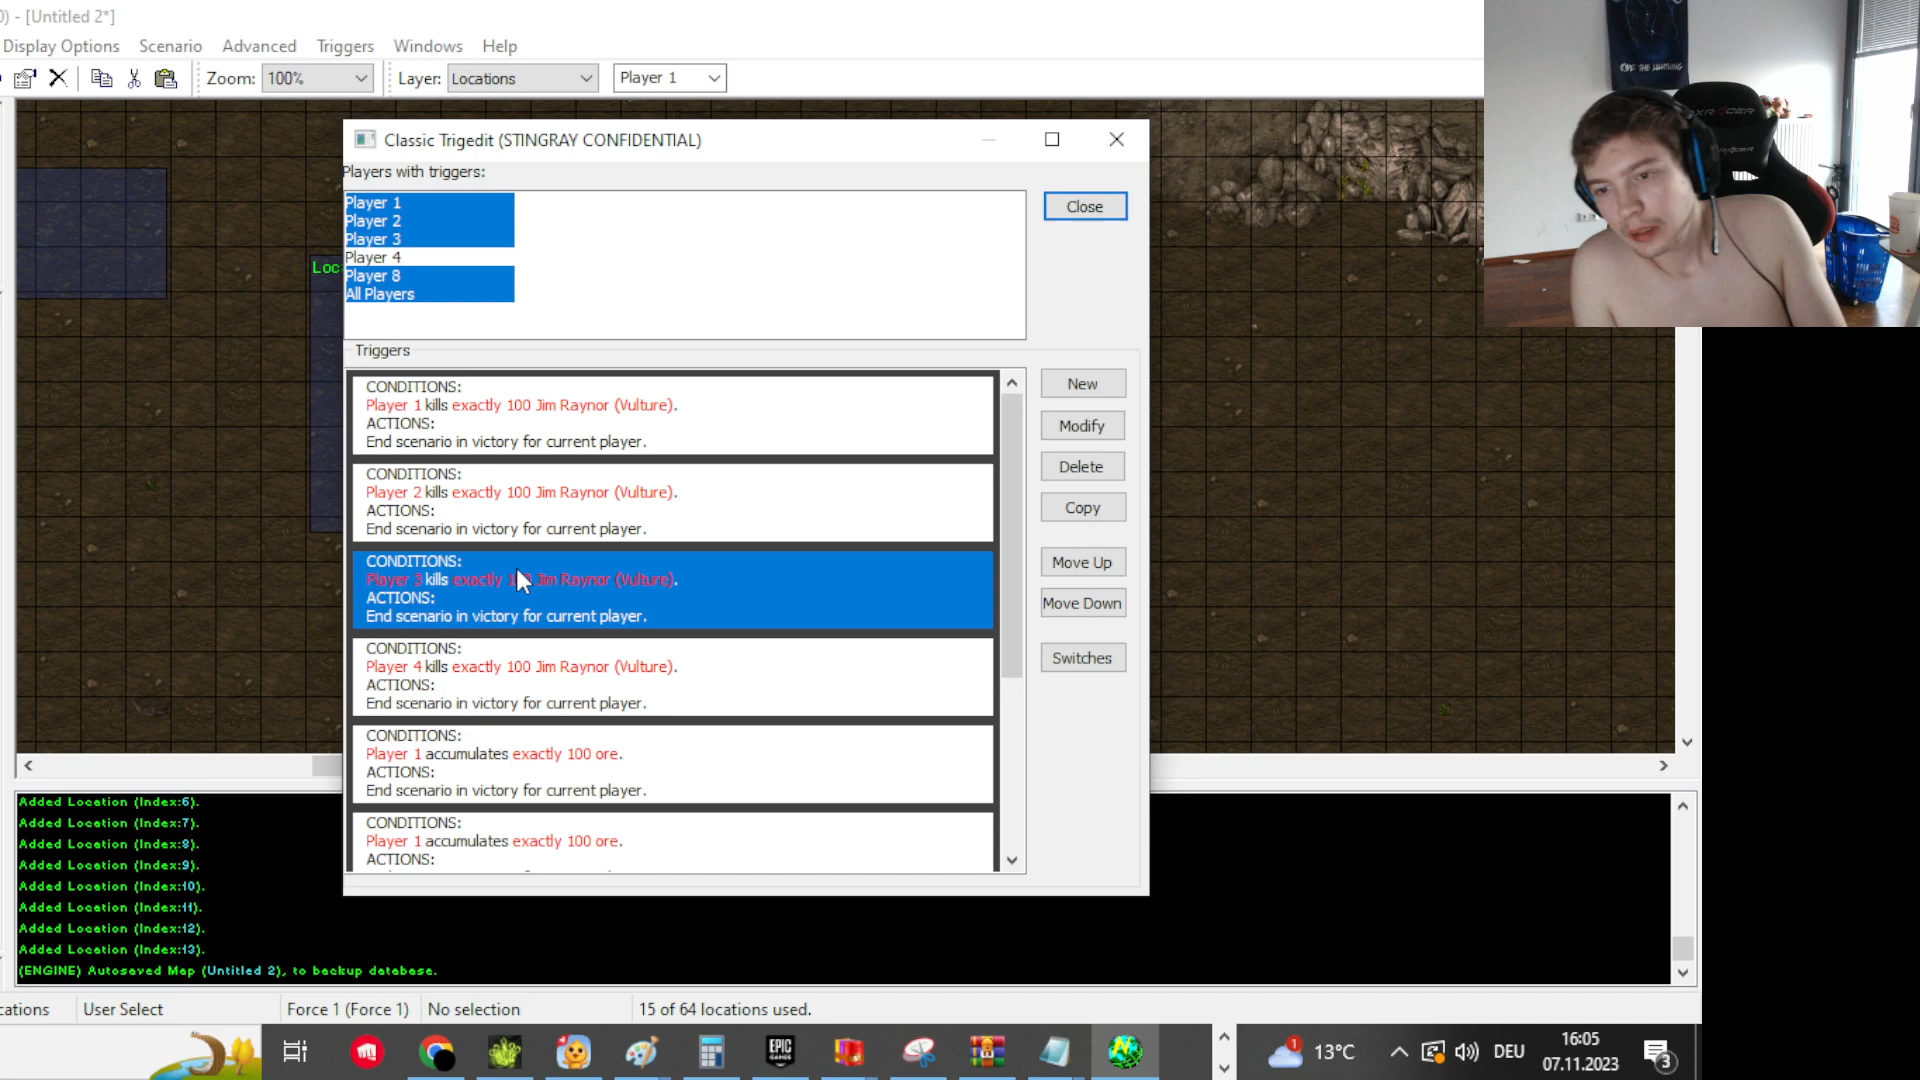 0) - [Untitled 2*]
Display Options Scenario Advanced Triggers Windows Help
Zoom: 100% Layer: Locations Player 1
RIDE THE LIGHTNING
Classic Trigedit (STINGRAY CONFIDENTIAL)
Players with triggers:
Player 1
Player 2
Player 3
Player 4
Player 8
All Players
Close
Loc
Triggers
CONDITIONS:
Player 1 kills exactly 100 Jim Raynor (Vulture).
ACTIONS:
End scenario in victory for current player.
CONDITIONS:
Player 2 kills exactly 100 Jim Raynor (Vulture).
ACTIONS:
End scenario in victory for current player.
CONDITIONS:
Player 3 kills exactly 100 Jim Raynor (Vulture).
ACTIONS:
End scenario in victory for current player.
CONDITIONS:
Player 4 kills exactly 100 Jim Raynor (Vulture).
ACTIONS:
End scenario in victory for current player.
CONDITIONS:
Player 1 accumulates exactly 100 ore.
ACTIONS:
End scenario in victory for current player.
CONDITIONS:
Player 1 accumulates exactly 100 ore.
ACTIONS:
New
Modify
Delete
Copy
Move Up
Move Down
Switches
Added Location (Index:6).
Added Location (Index:7).
Added Location (Index:8).
Added Location (Index:9).
Added Location (Index:10).
Added Location (Index:11).
Added Location (Index:12).
Added Location (Index:13).
(ENGINE) Autosaved Map (Untitled 2), to backup database.
cations User Select Force 1 (Force 1) No selection 15 of 64 locations used.
EPIC GAMES
1 13°C DEU 16:05
07.11.2023 3